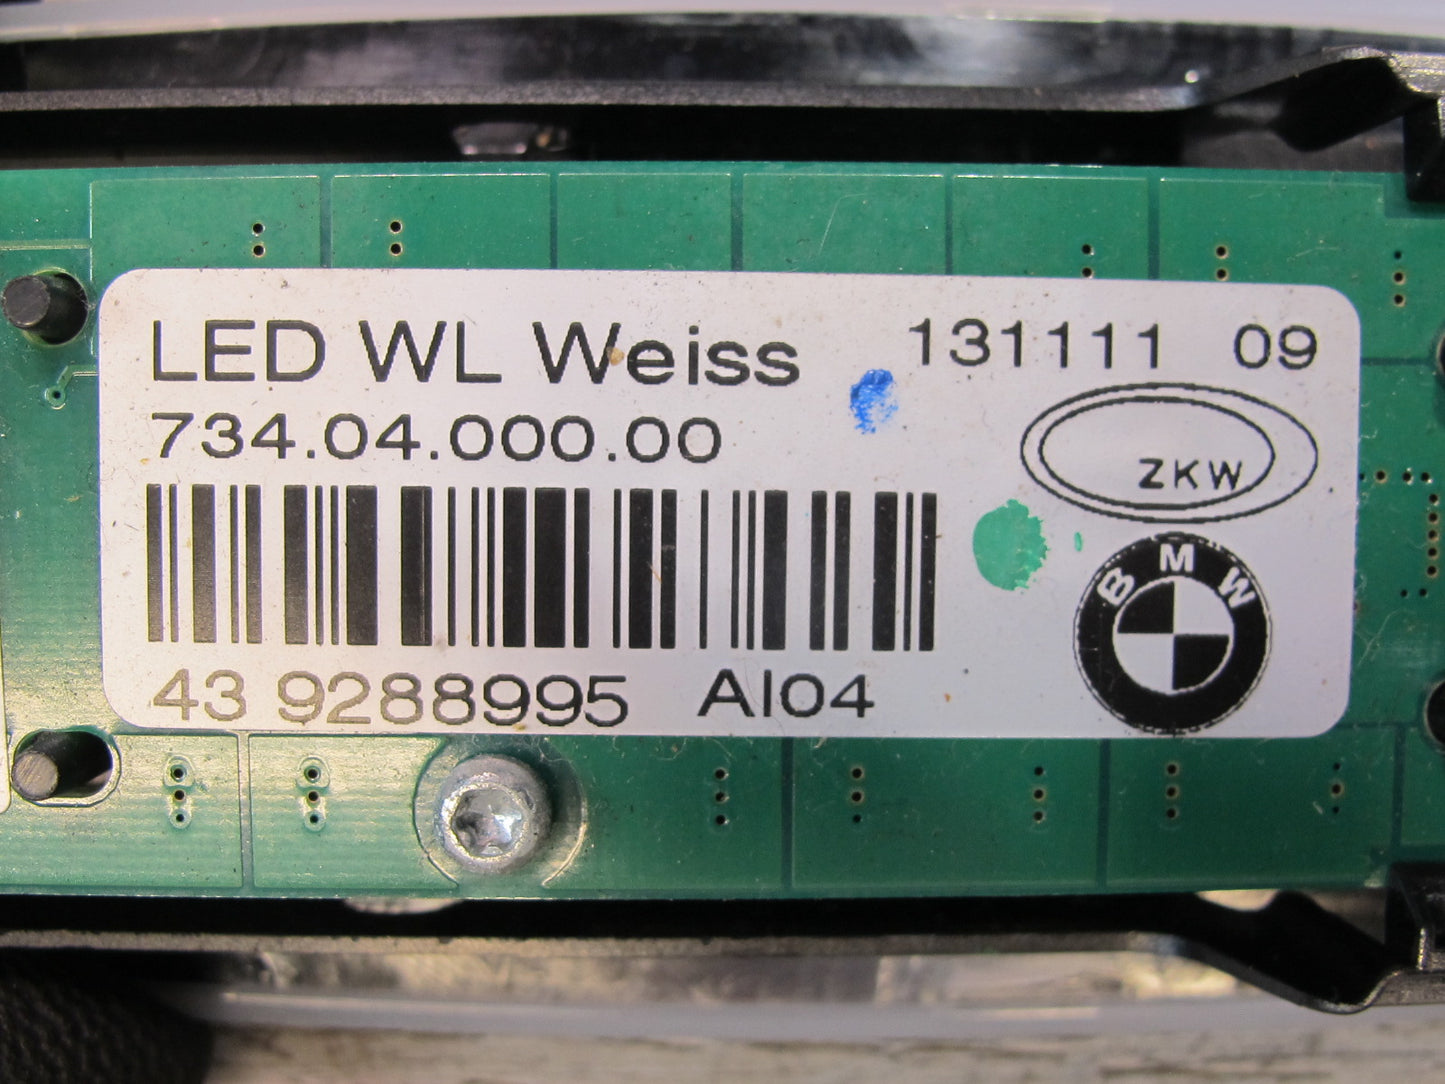 LED WL Weiss 131111 09
734.04.000.00
ZKW
BMW
43 9288995 AI04